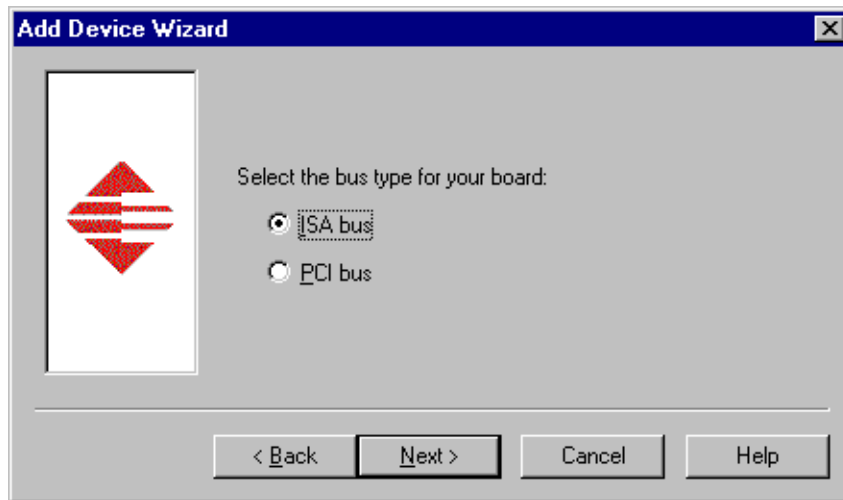 Add Device Wizard
Select the bus type for your board:
ISA bus
PCI bus
< Back Next > Cancel Help